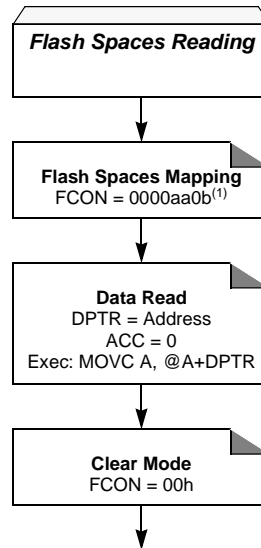 Flash Spaces Reading
Flash Spaces Mapping
FCON = 0000aa0b(1)
Data Read
DPTR = Address
ACC = 0
Exec: MOVC A, @A+DPTR
Clear Mode
FCON = 00h